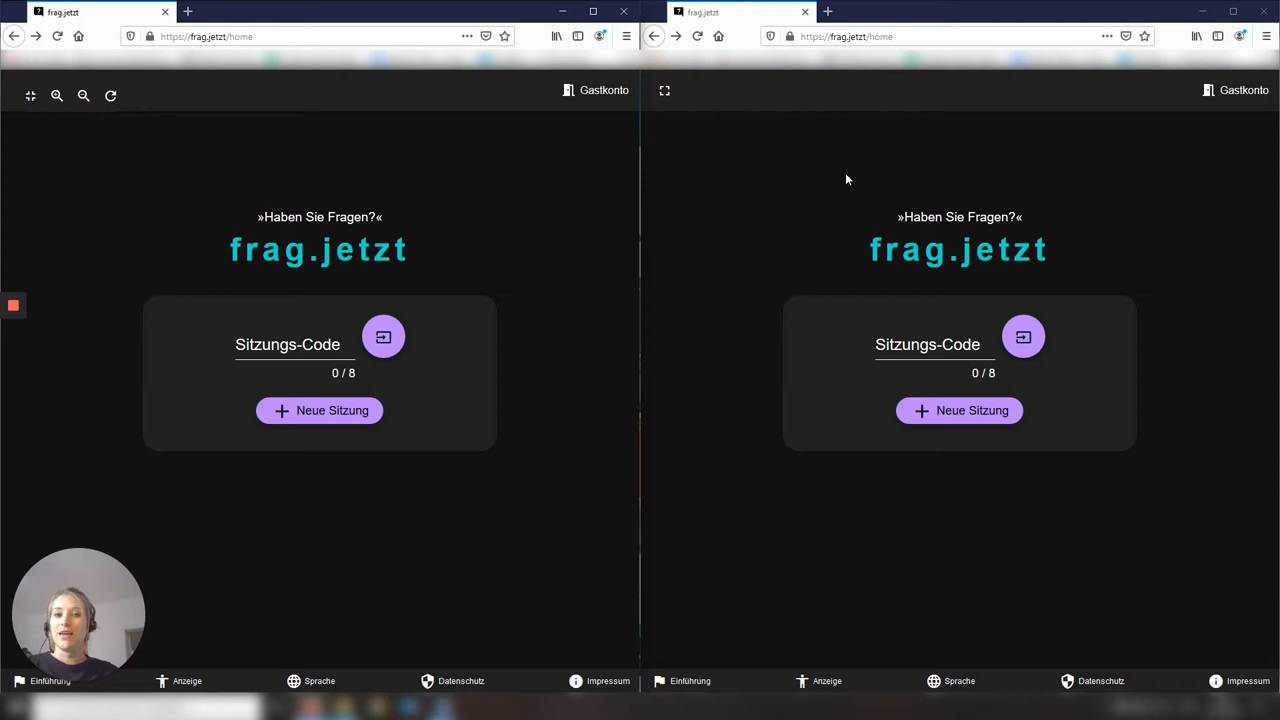 frag.jetzt
https://frag.jetzt/home
Gastkonto
»Haben Sie Fragen?«
frag.jetzt
Sitzungs-Code
0 / 8
Neue Sitzung
Einführung
Anzeige
Sprache
Datenschutz
Impressum
frag.jetzt
https://frag.jetzt/home
Gastkonto
»Haben Sie Fragen?«
frag.jetzt
Sitzungs-Code
0 / 8
Neue Sitzung
Einführung
Anzeige
Sprache
Datenschutz
Impressum